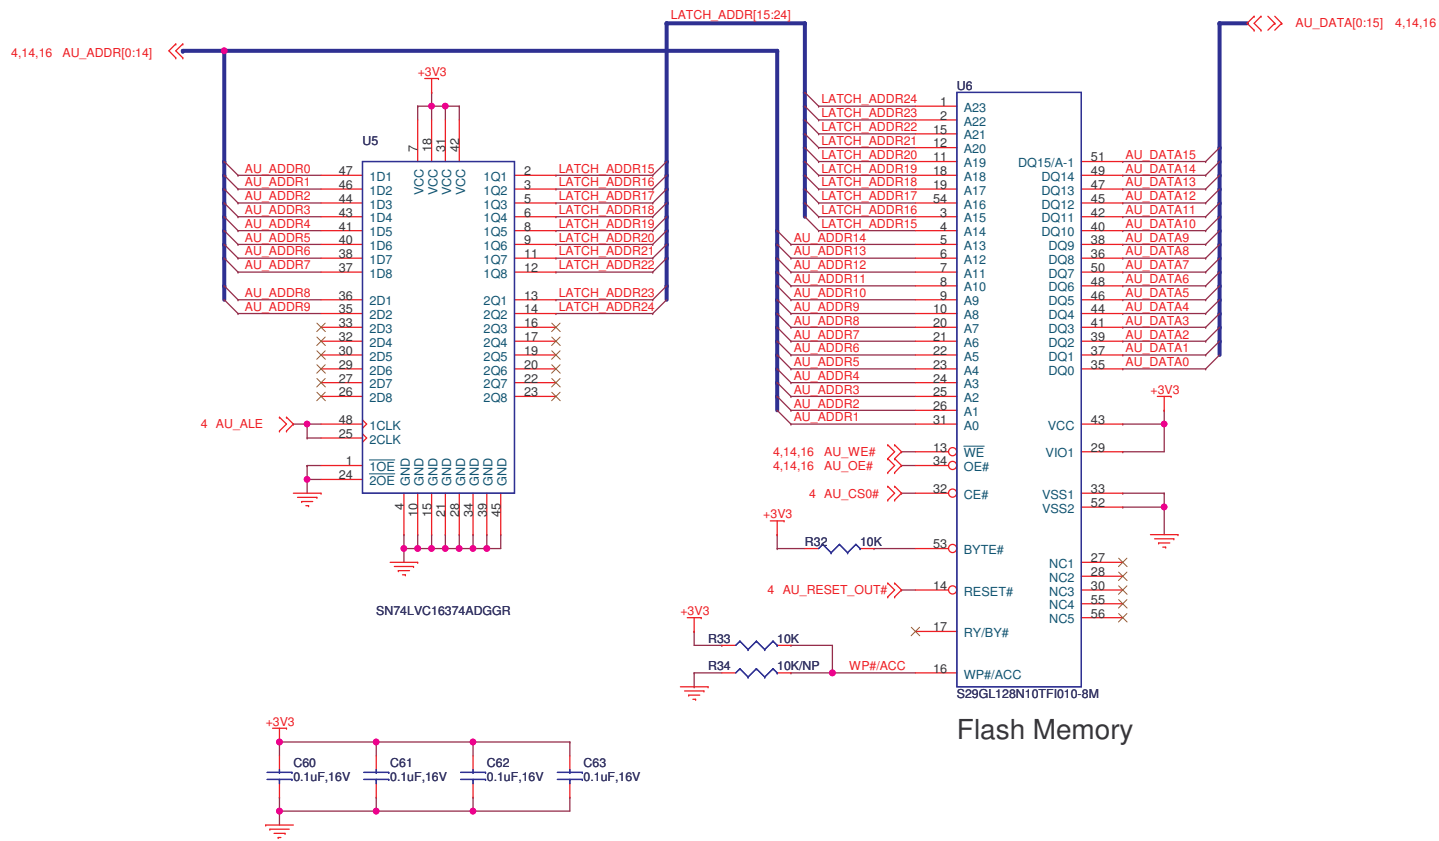 LATCH_ADDR[15:24]
4,14,16 AU_ADDR[0:14]
AU_DATA[0:15] 4,14,16
+3V3
U5
7 18 31 42
VCC VCC VCC VCC
AU_ADDR0 47 1D1 1Q1 2 LATCH_ADDR15
AU_ADDR1 46 1D2 1Q2 3 LATCH_ADDR16
AU_ADDR2 44 1D3 1Q3 5 LATCH_ADDR17
AU_ADDR3 43 1D4 1Q4 6 LATCH_ADDR18
AU_ADDR4 41 1D5 1Q5 8 LATCH_ADDR19
AU_ADDR5 40 1D6 1Q6 9 LATCH_ADDR20
AU_ADDR6 38 1D7 1Q7 11 LATCH_ADDR21
AU_ADDR7 37 1D8 1Q8 12 LATCH_ADDR22
AU_ADDR8 36 2D1 2Q1 13 LATCH_ADDR23
AU_ADDR9 35 2D2 2Q2 14 LATCH_ADDR24
33 2D3 2Q3 16
32 2D4 2Q4 17
30 2D5 2Q5 19
29 2D6 2Q6 20
27 2D7 2Q7 22
26 2D8 2Q8 23
4 AU_ALE 48 1CLK
25 2CLK
1 1OE
24 2OE
GND GND GND GND GND GND GND GND
4 10 15 21 28 34 39 45
SN74LVC16374ADGGR
U6
LATCH_ADDR24 1 A23
LATCH_ADDR23 2 A22
LATCH_ADDR22 15 A21
LATCH_ADDR21 12 A20
LATCH_ADDR20 11 A19
LATCH_ADDR19 18 A18
LATCH_ADDR18 19 A17
LATCH_ADDR17 54 A16
LATCH_ADDR16 3 A15
LATCH_ADDR15 4 A14
AU_ADDR14 5 A13
AU_ADDR13 6 A12
AU_ADDR12 7 A11
AU_ADDR11 8 A10
AU_ADDR10 9 A9
AU_ADDR9 10 A8
AU_ADDR8 20 A7
AU_ADDR7 21 A6
AU_ADDR6 22 A5
AU_ADDR5 23 A4
AU_ADDR4 24 A3
AU_ADDR3 25 A2
AU_ADDR2 26 A1
AU_ADDR1 31 A0
DQ15/A-1 51 AU_DATA15
DQ14 49 AU_DATA14
DQ13 47 AU_DATA13
DQ12 45 AU_DATA12
DQ11 42 AU_DATA11
DQ10 40 AU_DATA10
DQ9 38 AU_DATA9
DQ8 36 AU_DATA8
DQ7 50 AU_DATA7
DQ6 48 AU_DATA6
DQ5 46 AU_DATA5
DQ4 44 AU_DATA4
DQ3 41 AU_DATA3
DQ2 39 AU_DATA2
DQ1 37 AU_DATA1
DQ0 35 AU_DATA0
+3V3
VCC 43
VIO1 29
VSS1 33
VSS2 52
4,14,16 AU_WE# 13 WE
4,14,16 AU_OE# 34 OE#
4 AU_CS0# 32 CE#
+3V3
R32 10K 53 BYTE#
4 AU_RESET_OUT# 14 RESET#
17 RY/BY#
+3V3
R33 10K
R34 10K/NP WP#/ACC 16 WP#/ACC
NC1 27
NC2 28
NC3 30
NC4 55
NC5 56
S29GL128N10TFI010-8M
Flash Memory
+3V3
C60 C61 C62 C63
0.1uF,16V 0.1uF,16V 0.1uF,16V 0.1uF,16V